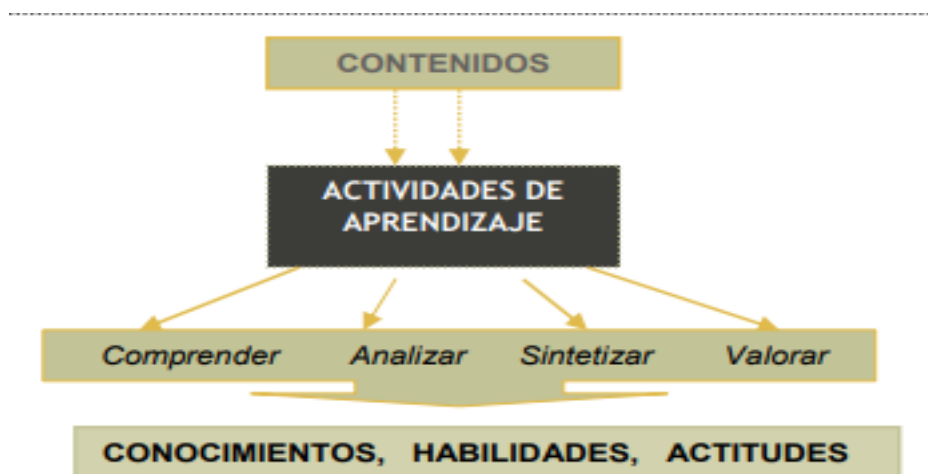 CONTENIDOS
ACTIVIDADES DE
APRENDIZAJE
Comprender Analizar Sintetizar Valorar
CONOCIMIENTOS, HABILIDADES, ACTITUDES